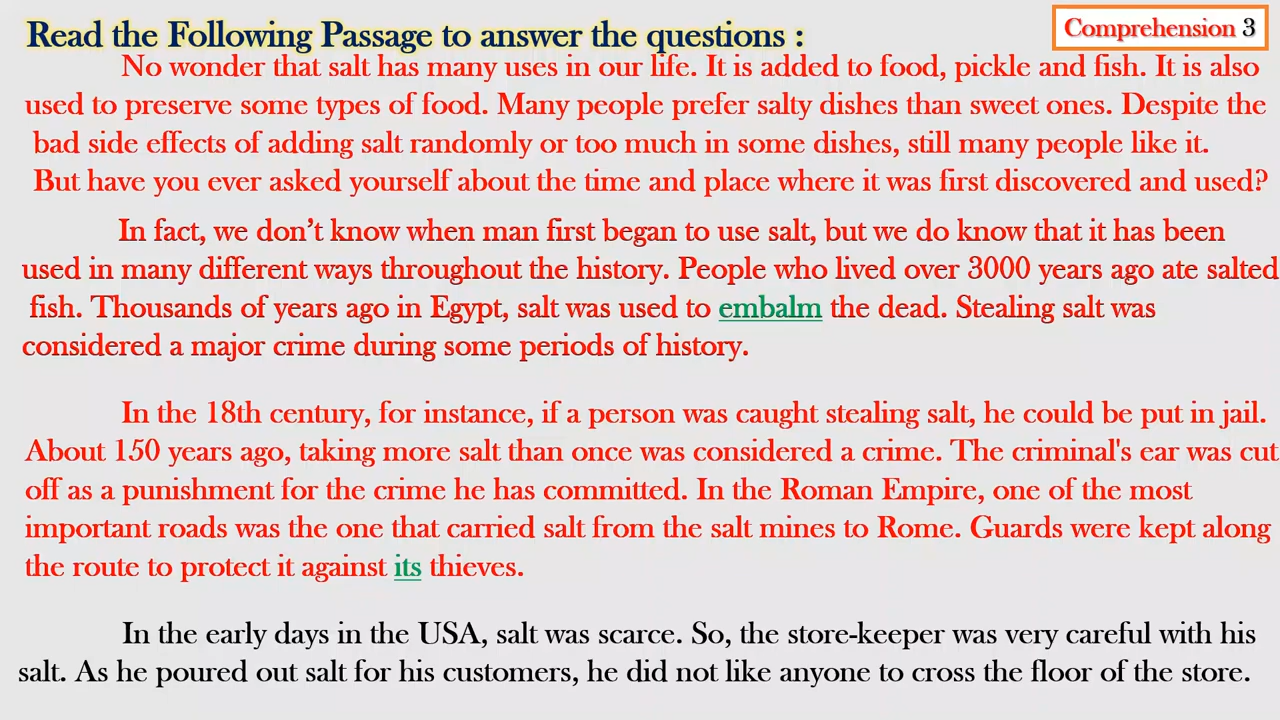 Read the Following Passage to answer the questions :
Comprehension 3
No wonder that salt has many uses in our life. It is added to food, pickle and fish. It is also
used to preserve some types of food. Many people prefer salty dishes than sweet ones. Despite the
bad side effects of adding salt randomly or too much in some dishes, still many people like it.
But have you ever asked yourself about the time and place where it was first discovered and used?
In fact, we don’t know when man first began to use salt, but we do know that it has been
used in many different ways throughout the history. People who lived over 3000 years ago ate salted
fish. Thousands of years ago in Egypt, salt was used to embalm the dead. Stealing salt was
considered a major crime during some periods of history.
In the 18th century, for instance, if a person was caught stealing salt, he could be put in jail.
About 150 years ago, taking more salt than once was considered a crime. The criminal's ear was cut
off as a punishment for the crime he has committed. In the Roman Empire, one of the most
important roads was the one that carried salt from the salt mines to Rome. Guards were kept along
the route to protect it against its thieves.
In the early days in the USA, salt was scarce. So, the store-keeper was very careful with his
salt. As he poured out salt for his customers, he did not like anyone to cross the floor of the store.